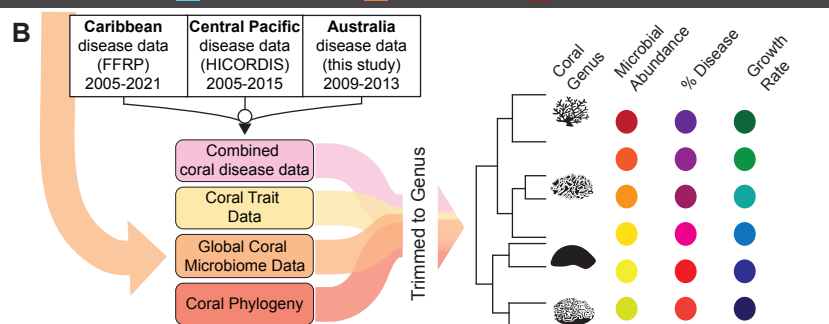 B
Caribbean
disease data
(FFRP)
2005-2021
Central Pacific
disease data
(HICORDIS)
2005-2015
Australia
disease data
(this study)
2009-2013
Combined
coral disease data
Coral Trait
Data
Global Coral
Microbiome Data
Coral Phylogeny
Trimmed to Genus
Coral
Genus
Microbial
Abundance
% Disease
Growth
Rate